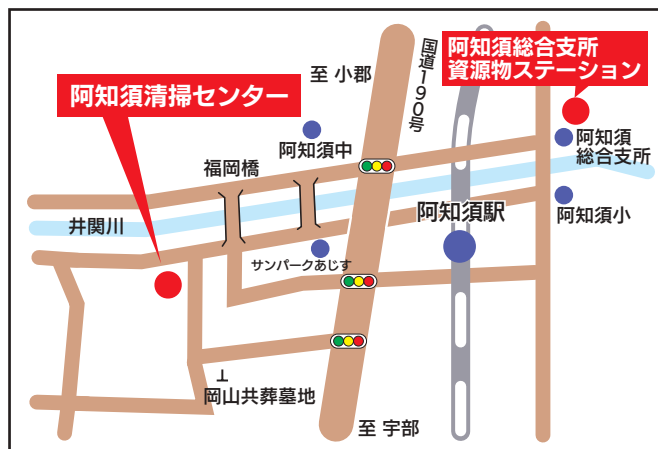 阿知須総合支所
資源物ステーション
国道190号
至 小郡
阿知須清掃センター
阿知須中
阿知須
総合支所
福岡橋
井関川
阿知須駅
阿知須小
サンパークあじす
岡山共葬墓地
至 宇部